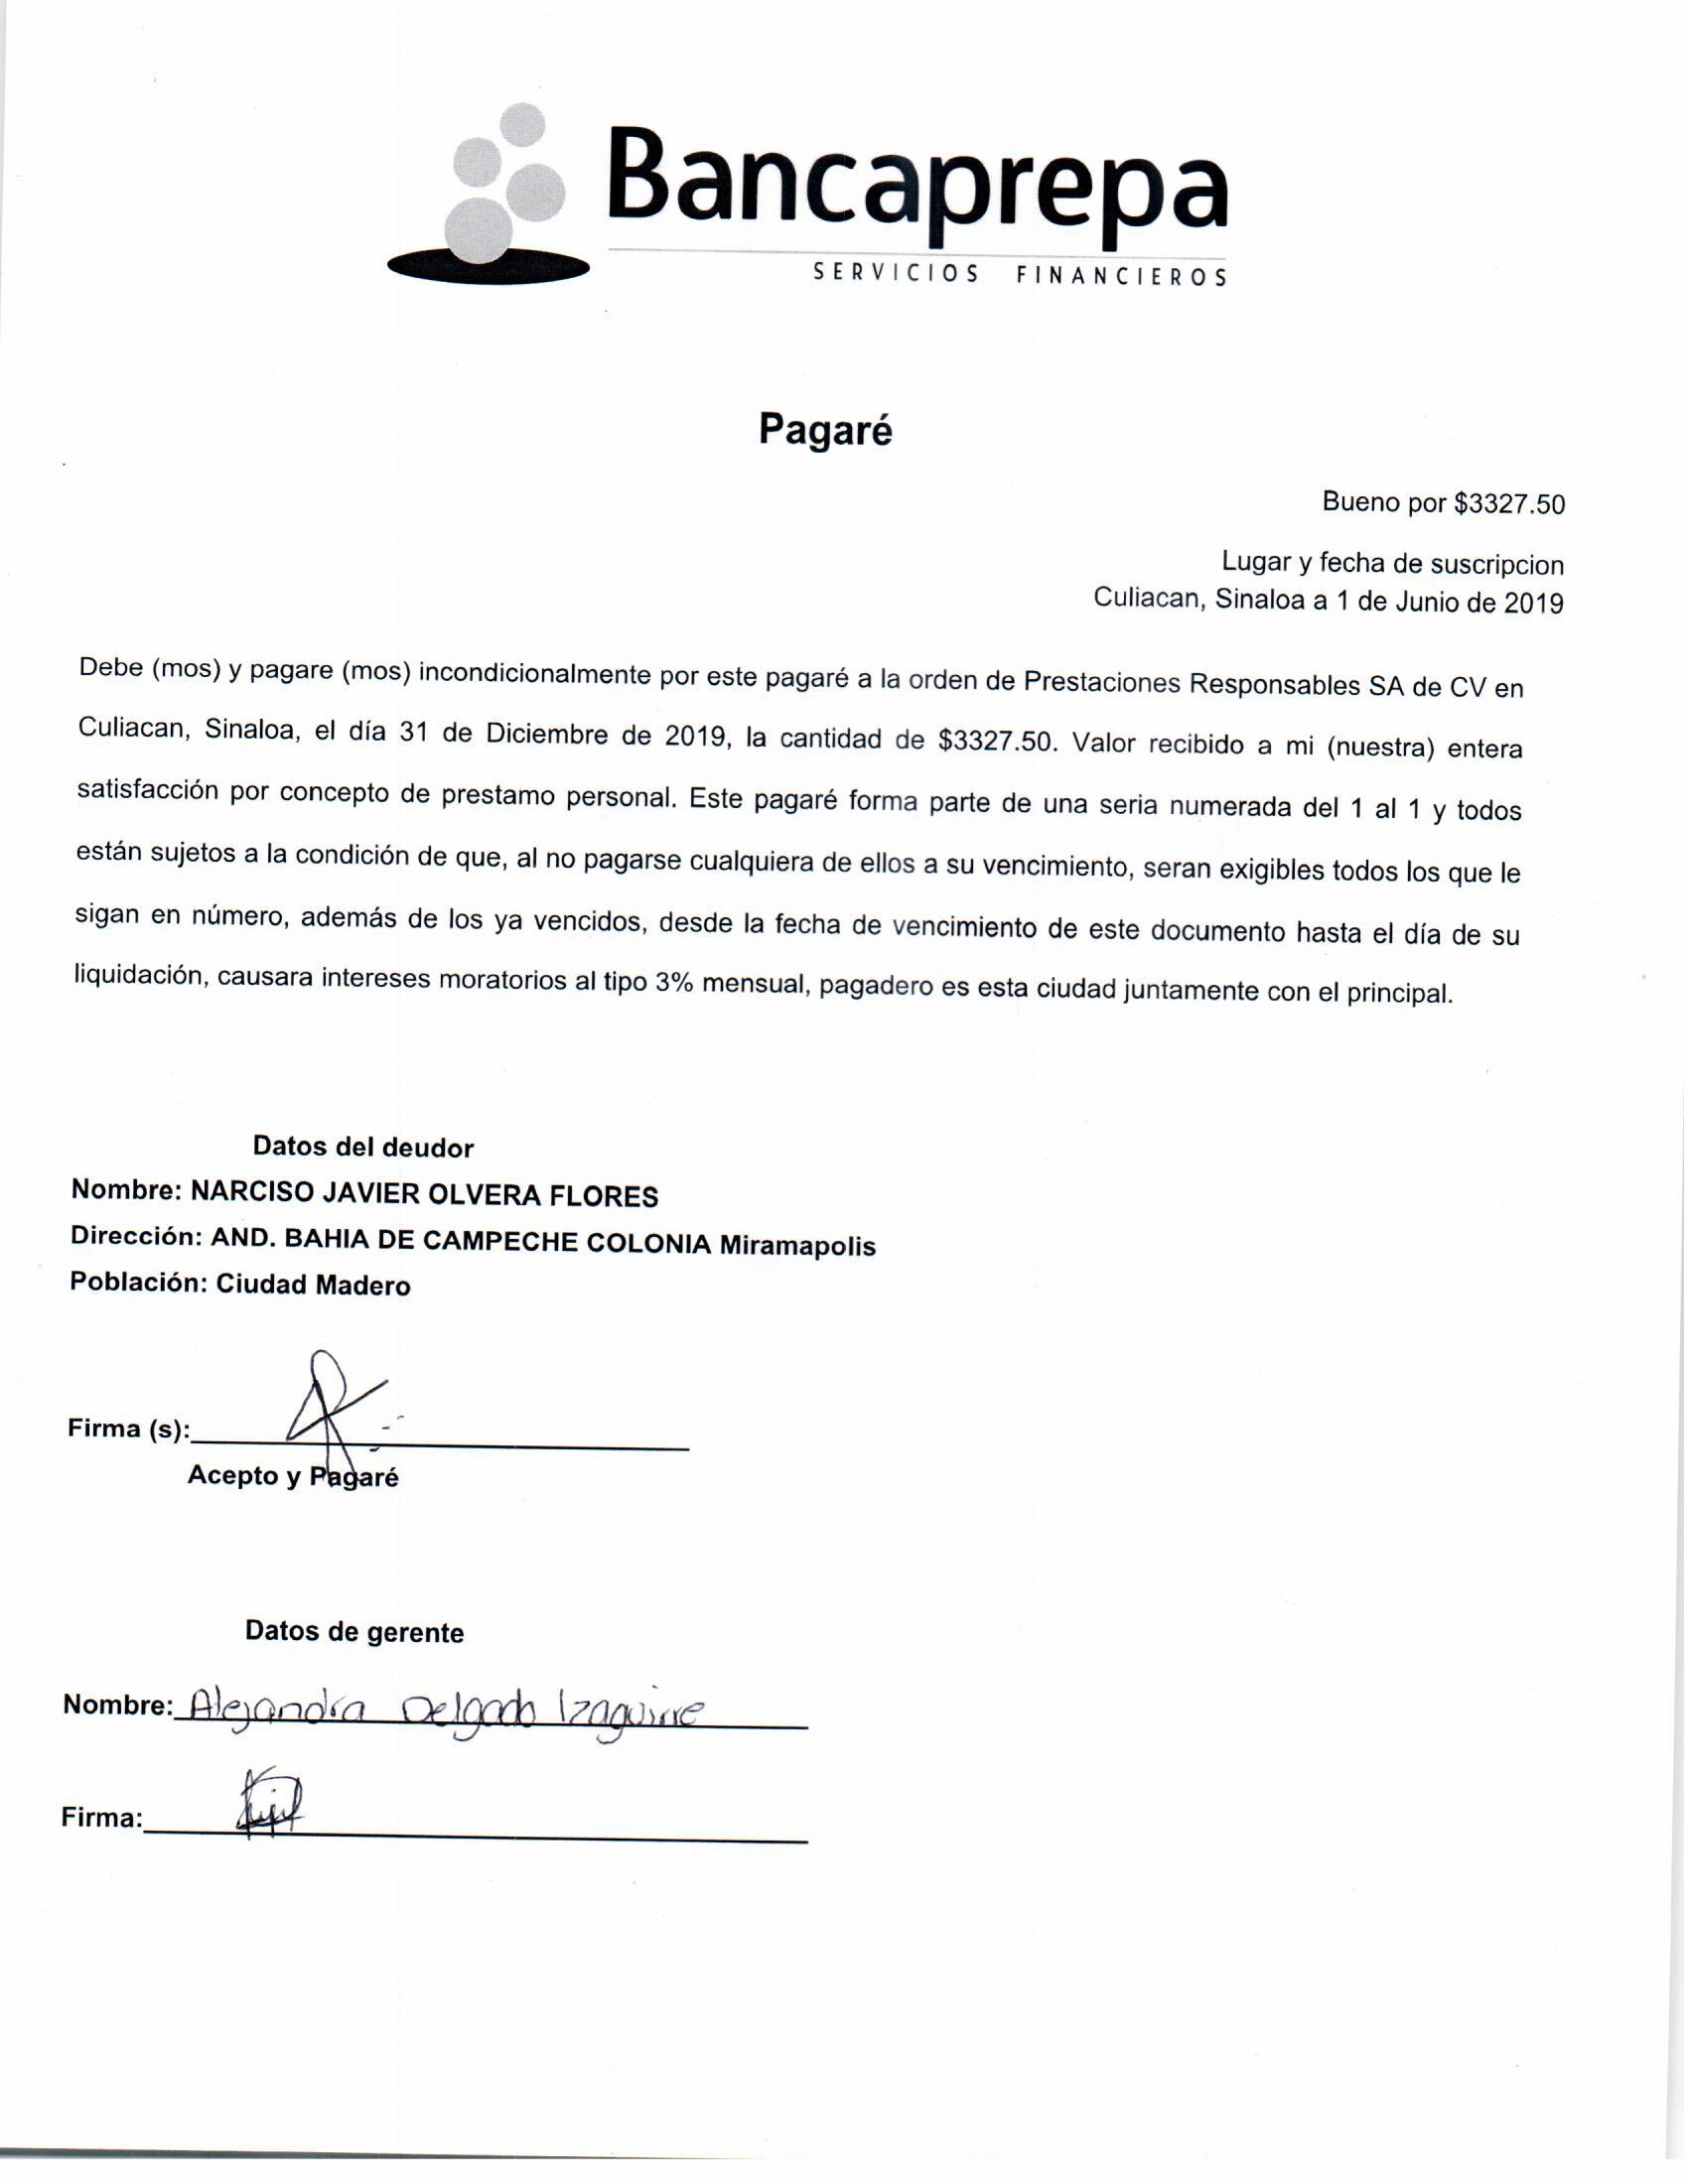 Bancaprepa
SERVICIOS FINANCIEROS
Pagaré
Bueno por $3327.50
Lugar y fecha de suscripcion
Culiacan, Sinaloa a 1 de Junio de 2019
Debe (mos) y pagare (mos) incondicionalmente por este pagaré a la orden de Prestaciones Responsables SA de CV en
Culiacan, Sinaloa, el día 31 de Diciembre de 2019, la cantidad de $3327.50. Valor recibido a mi (nuestra) entera
satisfacción por concepto de prestamo personal. Este pagaré forma parte de una seria numerada del 1 al 1 y todos
están sujetos a la condición de que, al no pagarse cualquiera de ellos a su vencimiento, seran exigibles todos los que le
sigan en número, además de los ya vencidos, desde la fecha de vencimiento de este documento hasta el día de su
liquidación, causara intereses moratorios al tipo 3% mensual, pagadero es esta ciudad juntamente con el principal.
Datos del deudor
Nombre: NARCISO JAVIER OLVERA FLORES
Dirección: AND. BAHIA DE CAMPECHE COLONIA Miramapolis
Población: Ciudad Madero
Firma (s):
Acepto y Pagaré
Datos de gerente
Nombre: Alejandra Delgado Izaguirre
Firma: